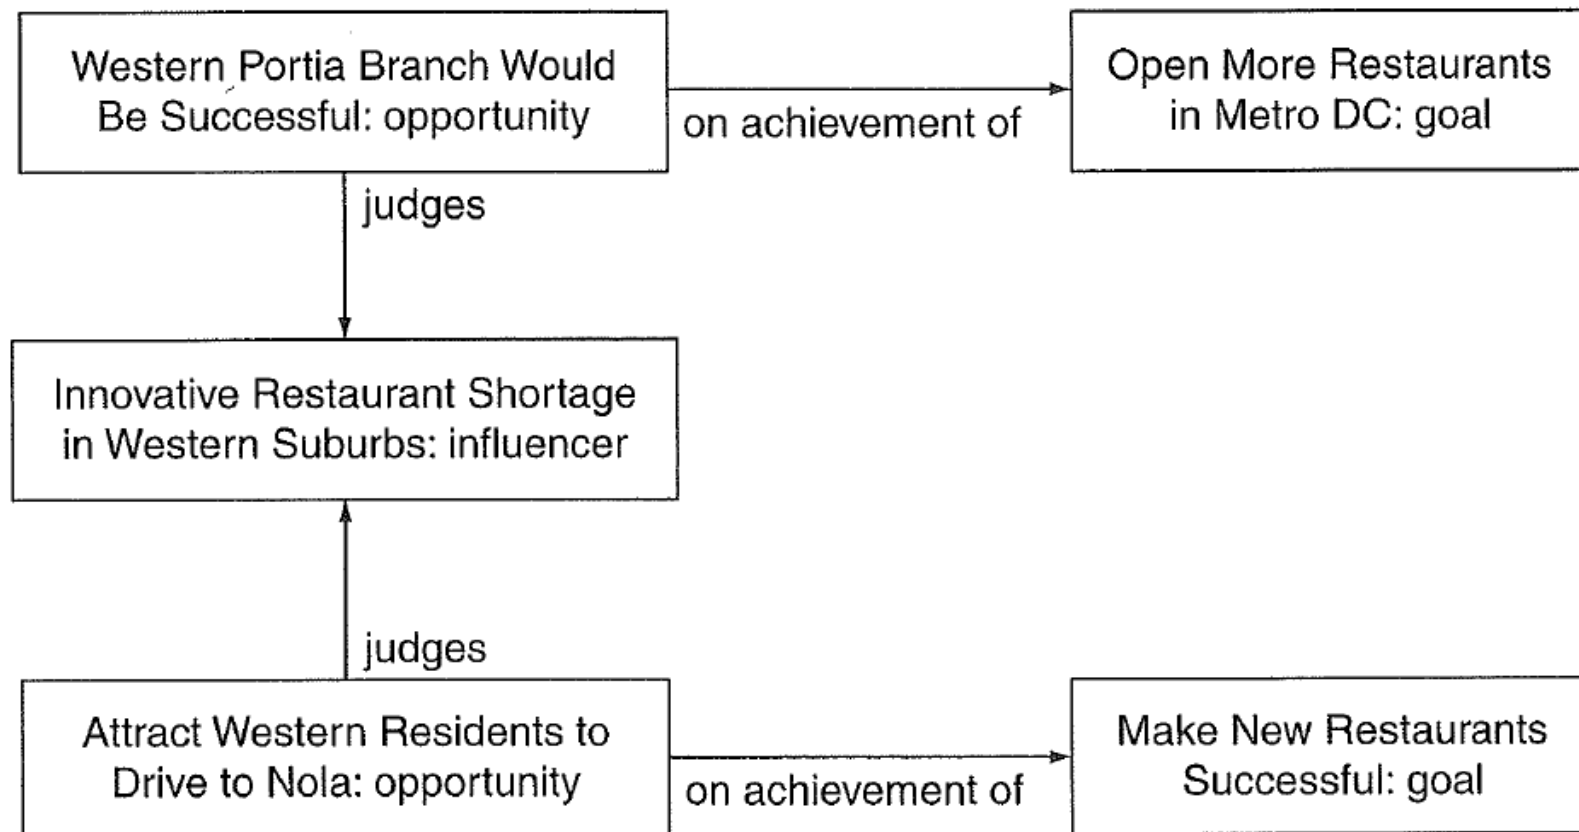 Western Portia Branch Would
Be Successful: opportunity
on achievement of
Open More Restaurants
in Metro DC: goal
judges
Innovative Restaurant Shortage
in Western Suburbs: influencer
judges
Attract Western Residents to
Drive to Nola: opportunity
on achievement of
Make New Restaurants
Successful: goal